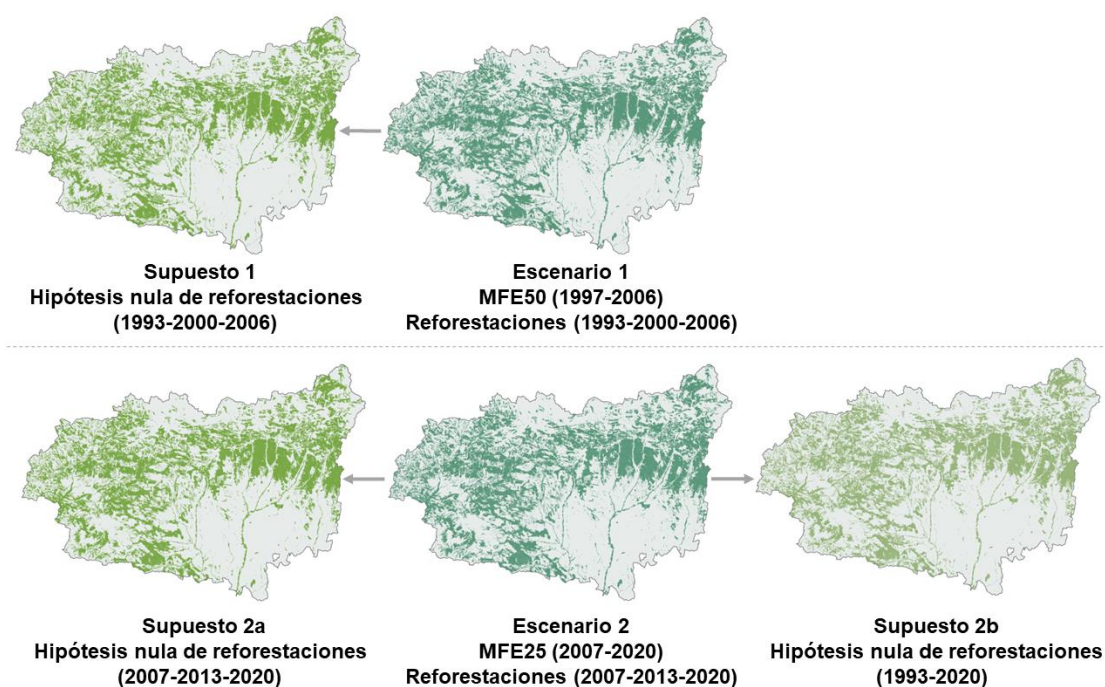 Supuesto 1
Hipótesis nula de reforestaciones
(1993-2000-2006)
Escenario 1
MFE50 (1997-2006)
Reforestaciones (1993-2000-2006)
Supuesto 2a
Hipótesis nula de reforestaciones
(2007-2013-2020)
Escenario 2
MFE25 (2007-2020)
Reforestaciones (2007-2013-2020)
Supuesto 2b
Hipótesis nula de reforestaciones
(1993-2020)